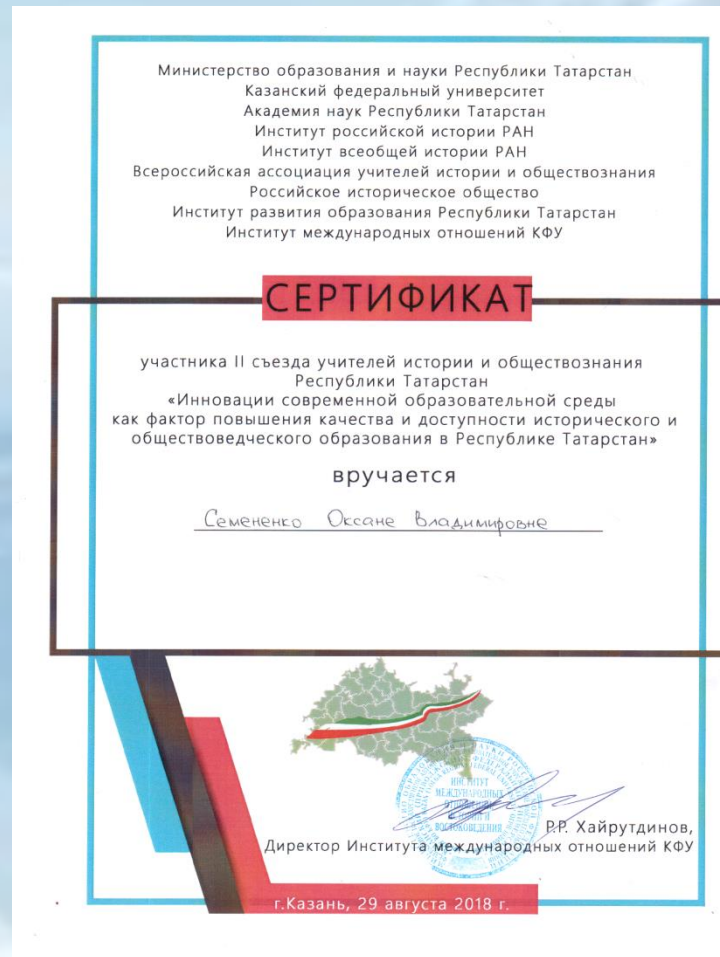 Министерство образования и науки Республики Татарстан
Казанский федеральный университет
Академия наук Республики Татарстан
Институт российской истории РАН
Институт всеобщей истории РАН
Всероссийская ассоциация учителей истории и обществознания
Российское историческое общество
Институт развития образования Республики Татарстан
Институт международных отношений КФУ
СЕРТИФИКАТ
участника II съезда учителей истории и обществознания
Республики Татарстан
«Инновации современной образовательной среды
как фактор повышения качества и доступности исторического и
обществоведческого образования в Республике Татарстан»
вручается
Семененко Оксане Владимировне
ИНСТИТУТ
МЕЖДУНАРОДНЫХ
ВОСТОКОВЕДЕНИЯ
Р.Р. Хайрутдинов,
Директор Института международных отношений КФУ
г.Казань, 29 августа 2018 г.